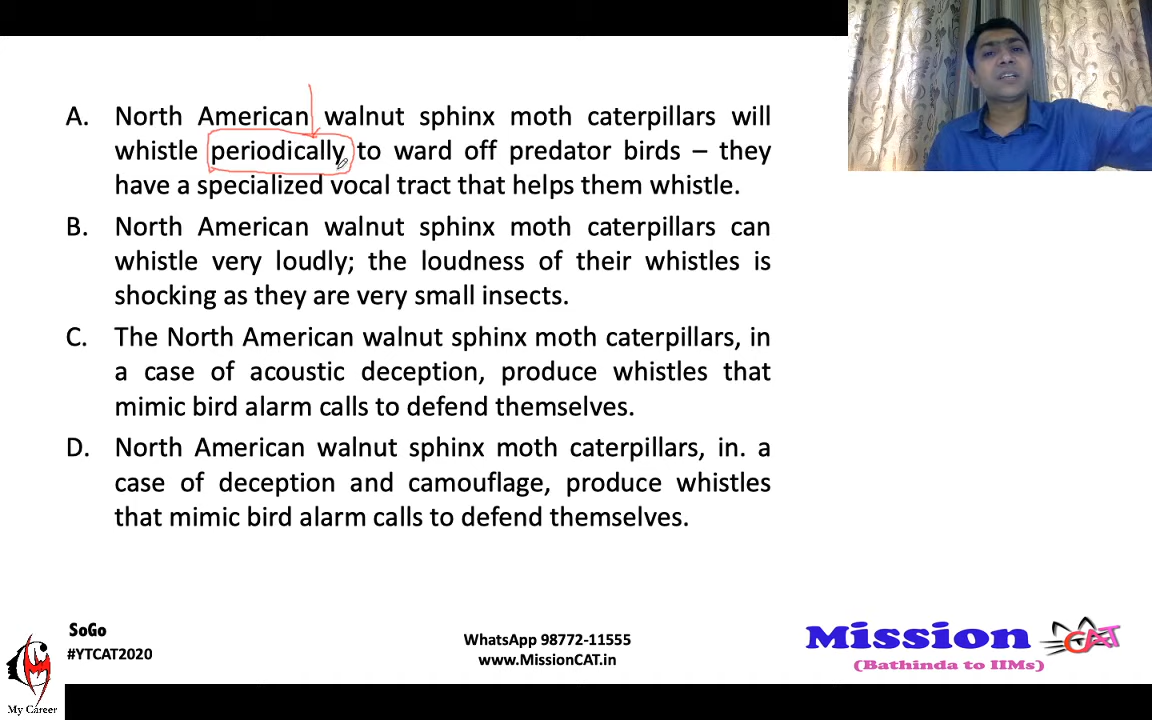 A. North American walnut sphinx moth caterpillars will
whistle periodically to ward off predator birds – they
have a specialized vocal tract that helps them whistle.
B. North American walnut sphinx moth caterpillars can
whistle very loudly; the loudness of their whistles is
shocking as they are very small insects.
C. The North American walnut sphinx moth caterpillars, in
a case of acoustic deception, produce whistles that
mimic bird alarm calls to defend themselves.
D. North American walnut sphinx moth caterpillars, in. a
case of deception and camouflage, produce whistles
that mimic bird alarm calls to defend themselves.
SoGo
#YTCAT2020
My Career
WhatsApp 98772-11555
www.MissionCAT.in
Mission CAT
(Bathinda to IIMs)